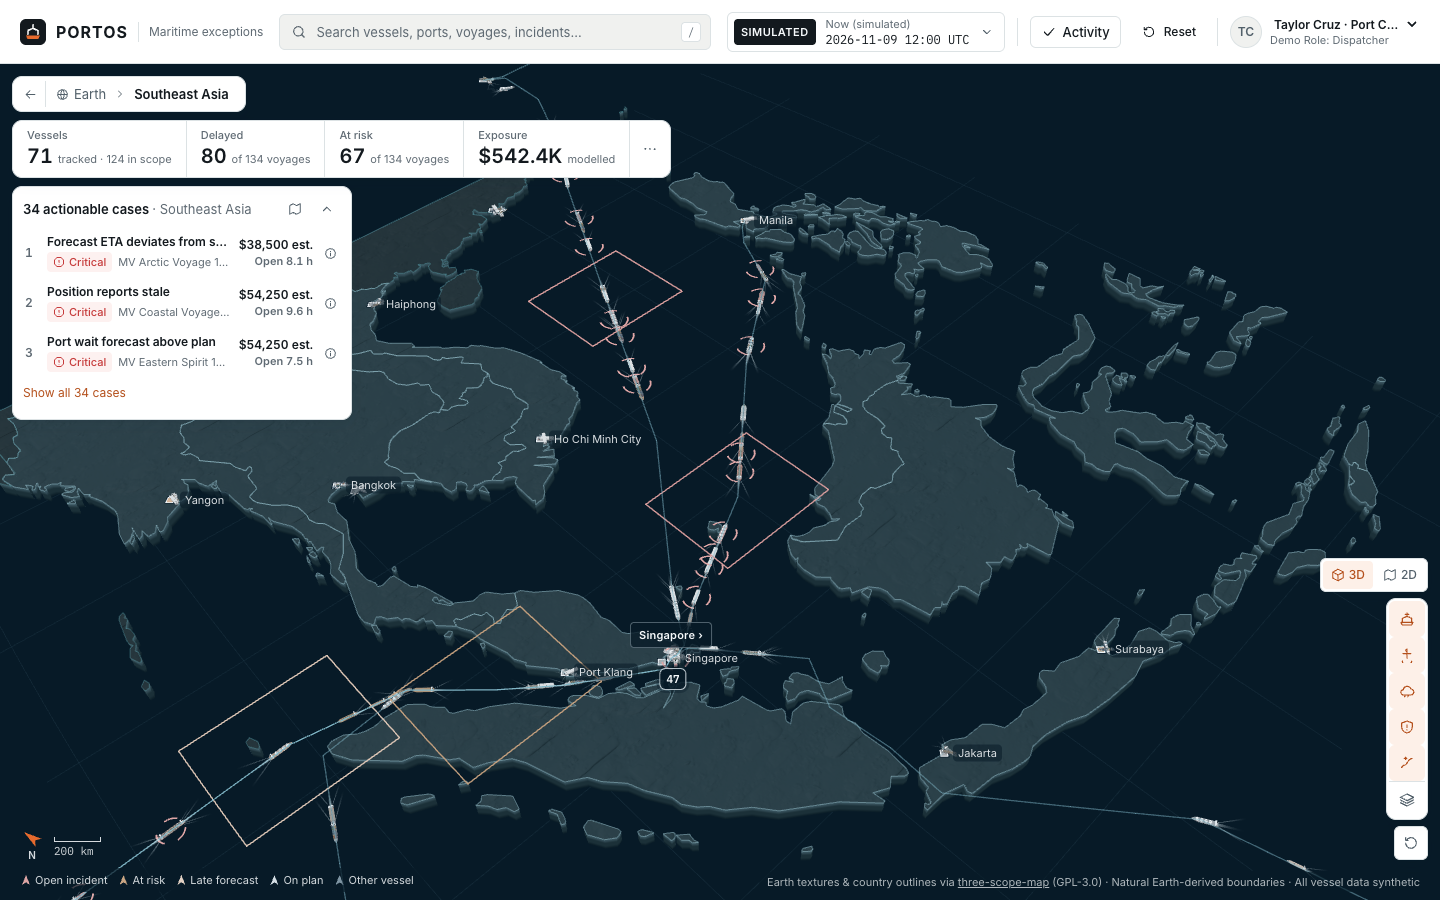 PORTOS
Maritime exceptions
Search vessels, ports, voyages, incidents...
/
SIMULATED
Now (simulated)
2026-11-09 12:00 UTC
Activity
Reset
TC
Taylor Cruz · Port C...
Demo Role: Dispatcher
Earth
Southeast Asia
Vessels
71 tracked · 124 in scope
Delayed
80 of 134 voyages
At risk
67 of 134 voyages
Exposure
$542.4K modelled
34 actionable cases · Southeast Asia
1
Forecast ETA deviates from s...
$38,500 est.
Critical
MV Arctic Voyage 1...
Open 8.1 h
2
Position reports stale
$54,250 est.
Critical
MV Coastal Voyage...
Open 9.6 h
3
Port wait forecast above plan
$54,250 est.
Critical
MV Eastern Spirit 1...
Open 7.5 h
Show all 34 cases
Manila
Haiphong
Ho Chi Minh City
Bangkok
Yangon
3D
2D
Singapore ›
Singapore
Port Klang
47
Surabaya
Jakarta
N
200 km
Open incident
At risk
Late forecast
On plan
Other vessel
Earth textures & country outlines via three-scope-map (GPL-3.0) · Natural Earth-derived boundaries · All vessel data synthetic